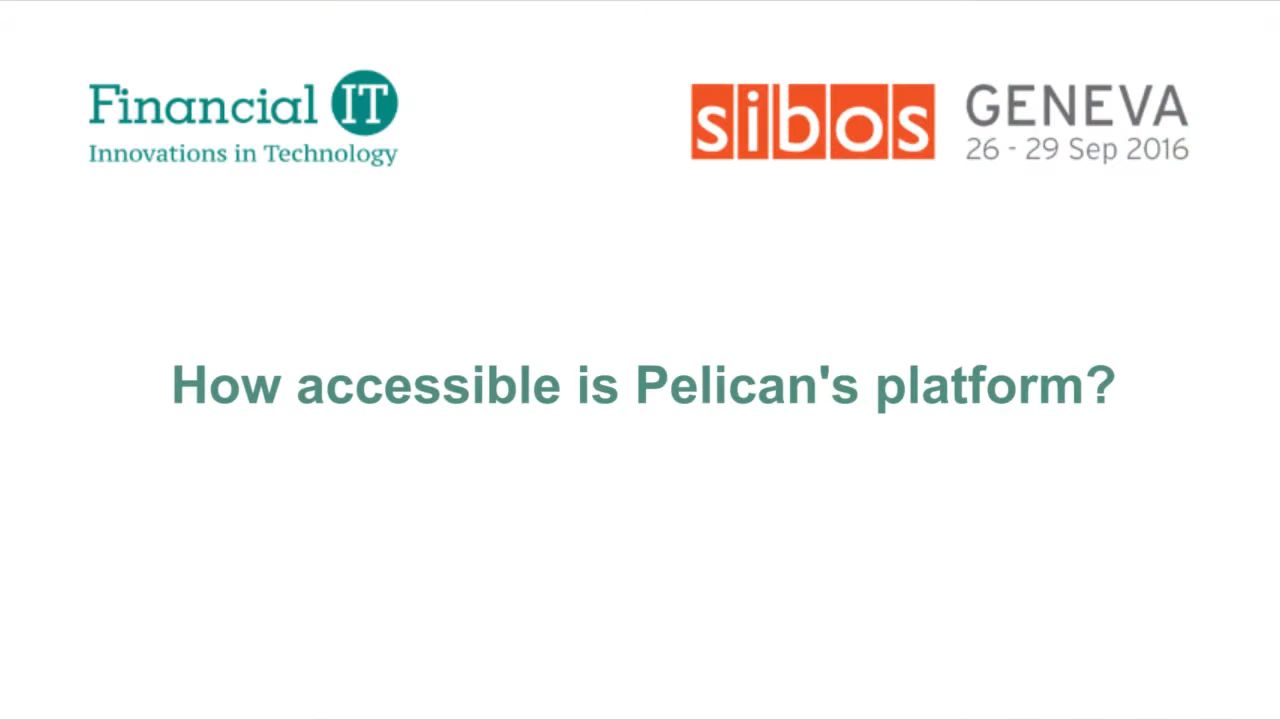 Financial IT
Innovations in Technology
sibos GENEVA
26 - 29 Sep 2016
How accessible is Pelican's platform?